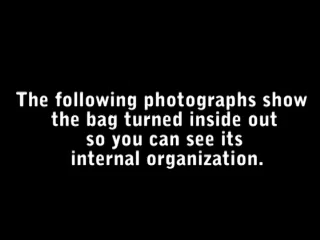 The following photographs show
the bag turned inside out
so you can see its
internal organization.